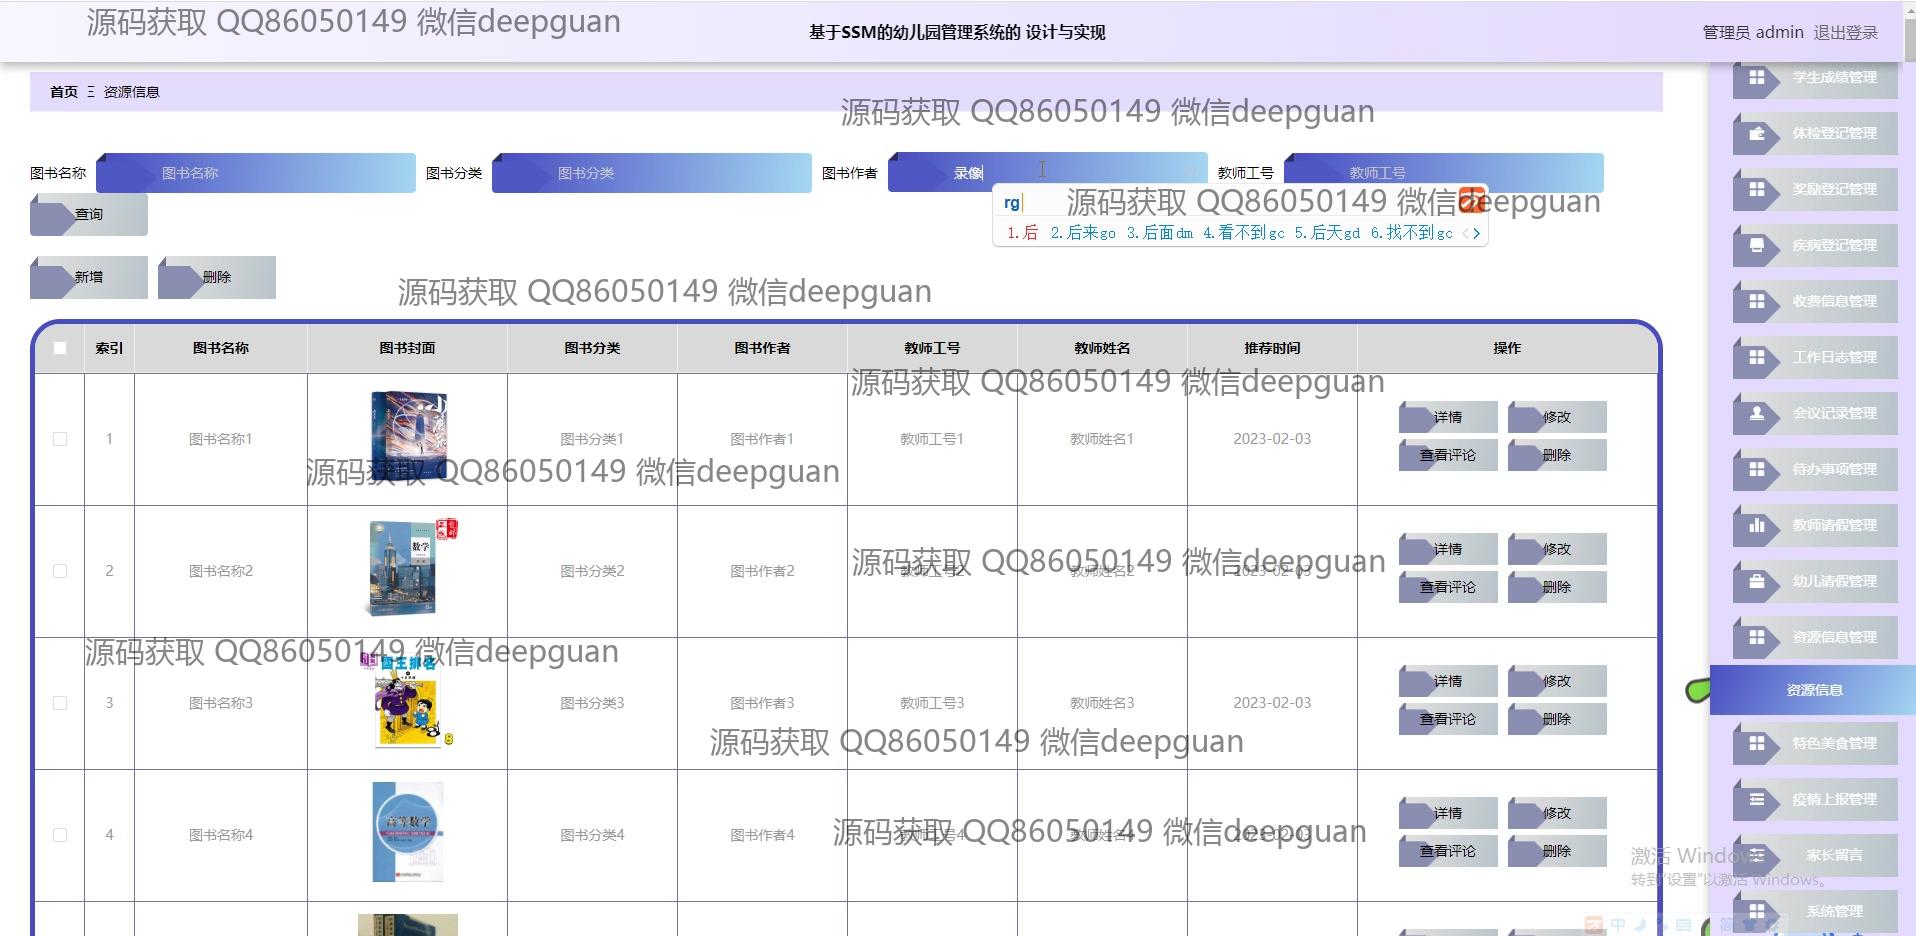 源码获取 QQ86050149 微信deepguan
基于SSM的幼儿园管理系统的 设计与实现
管理员 admin 退出登录
首页 Ξ 资源信息
源码获取 QQ86050149 微信deepguan
图书名称 图书名称 图书分类 图书分类 图书作者 录像 教师工号 教师工号
rg
源码获取 QQ86050149 微信deepguan
1.后 2.后来go 3.后面dm 4.看不到gc 5.后天gd 6.找不到gc
查询
新增 删除
源码获取 QQ86050149 微信deepguan
索引 图书名称 图书封面 图书分类 图书作者 教师工号 教师姓名 推荐时间 操作
源码获取 QQ86050149 微信deepguan
1 图书名称1 图书分类1 图书作者1 教师工号1 教师姓名1 2023-02-03 详情 修改
查看评论 删除
源码获取 QQ86050149 微信deepguan
数学
2 图书名称2 图书分类2 图书作者2 教师工号2 教师姓名2 2023-02-03 详情 修改
查看评论 删除
源码获取 QQ86050149 微信deepguan
源码获取 QQ86050149 微信deepguan
国王排名
3 图书名称3 图书分类3 图书作者3 教师工号3 教师姓名3 2023-02-03 详情 修改
查看评论 删除
源码获取 QQ86050149 微信deepguan
高等数学
4 图书名称4 图书分类4 图书作者4 教师工号4 教师姓名4 2023-02-03 详情 修改
查看评论 删除
源码获取 QQ86050149 微信deepguan
学生成绩管理
体检登记管理
奖励登记管理
疾病登记管理
收费信息管理
工作日志管理
会议记录管理
待办事项管理
教师请假管理
幼儿请假管理
资源信息管理
资源信息
特色美食管理
疫情上报管理
家长留言
系统管理
激活 Windows
转到"设置"以激活 Windows。
中 简